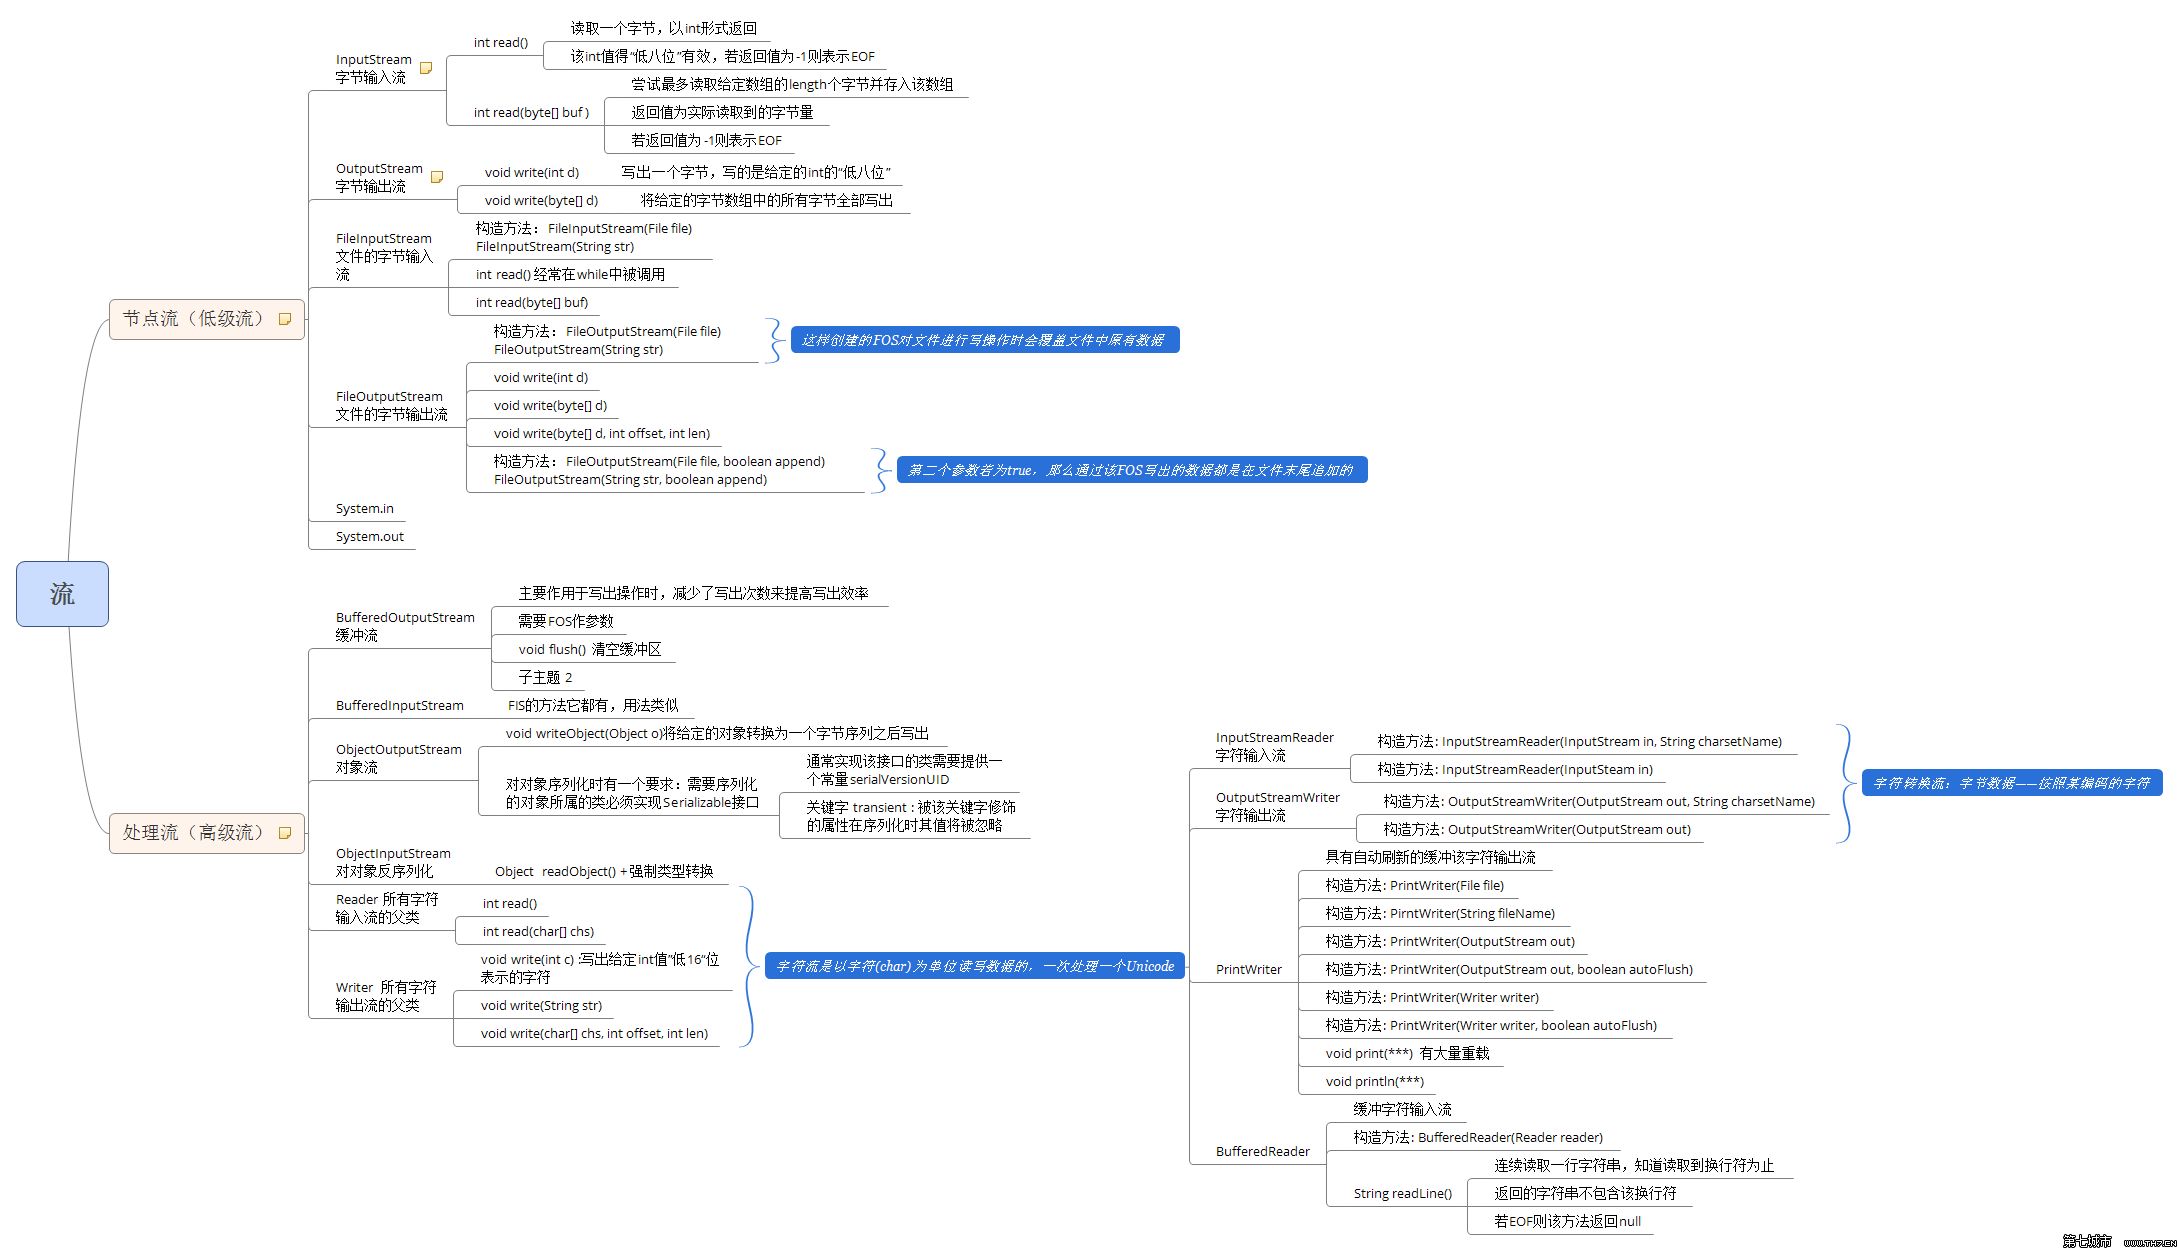 流
节点流（低级流）
InputStream
字节输入流
int read()
读取一个字节，以int形式返回
该int值得“低八位”有效，若返回值为-1则表示EOF
int read(byte[] buf )
尝试最多读取给定数组的length个字节并存入该数组
返回值为实际读取到的字节量
若返回值为 -1则表示EOF
OutputStream
字节输出流
void write(int d)
写出一个字节，写的是给定的int的“低八位”
void write(byte[] d)
将给定的字节数组中的所有字节全部写出
FileInputStream
文件的字节输入
流
构造方法：FileInputStream(File file)
FileInputStream(String str)
int read() 经常在while中被调用
int read(byte[] buf)
FileOutputStream
文件的字节输出流
构造方法：FileOutputStream(File file)
FileOutputStream(String str)
这样创建的FOS对文件进行写操作时会覆盖文件中原有数据
void write(int d)
void write(byte[] d)
void write(byte[] d, int offset, int len)
构造方法：FileOutputStream(File file, boolean append)
FileOutputStream(String str, boolean append)
第二个参数若为true，那么通过该FOS写出的数据都是在文件末尾追加的
System.in
System.out
处理流（高级流）
BufferedOutputStream
缓冲流
主要作用于写出操作时，减少了写出次数来提高写出效率
需要FOS作参数
void flush() 清空缓冲区
子主题 2
BufferedInputStream
FIS的方法它都有，用法类似
ObjectOutputStream
对象流
void writeObject(Object o)将给定的对象转换为一个字节序列之后写出
对对象序列化时有一个要求：需要序列化
的对象所属的类必须实现Serializable接口
通常实现该接口的类需要提供一
个常量serialVersionUID
关键字 transient : 被该关键字修饰
的属性在序列化时其值将被忽略
ObjectInputStream
对对象反序列化
Object readObject() +强制类型转换
Reader 所有字符
输入流的父类
int read()
int read(char[] chs)
Writer 所有字符
输出流的父类
void write(int c) :写出给定int值“低16”位
表示的字符
void write(String str)
void write(char[] chs, int offset, int len)
字符流是以字符(char)为单位读写数据的，一次处理一个Unicode
InputStreamReader
字符输入流
构造方法: InputStreamReader(InputStream in, String charsetName)
构造方法: InputStreamReader(InputSteam in)
OutputStreamWriter
字符输出流
构造方法: OutputStreamWriter(OutputStream out, String charsetName)
构造方法: OutputStreamWriter(OutputStream out)
字符转换流：字节数据——按照某编码的字符
PrintWriter
具有自动刷新的缓冲该字符输出流
构造方法: PrintWriter(File file)
构造方法: PirntWriter(String fileName)
构造方法: PrintWriter(OutputStream out)
构造方法: PrintWriter(OutputStream out, boolean autoFlush)
构造方法: PrintWriter(Writer writer)
构造方法: PrintWriter(Writer writer, boolean autoFlush)
void print(***) 有大量重载
void println(***)
BufferedReader
缓冲字符输入流
构造方法: BufferedReader(Reader reader)
String readLine()
连续读取一行字符串，知道读取到换行符为止
返回的字符串不包含该换行符
若EOF则该方法返回null
第七城市 WWW.TH7.CN